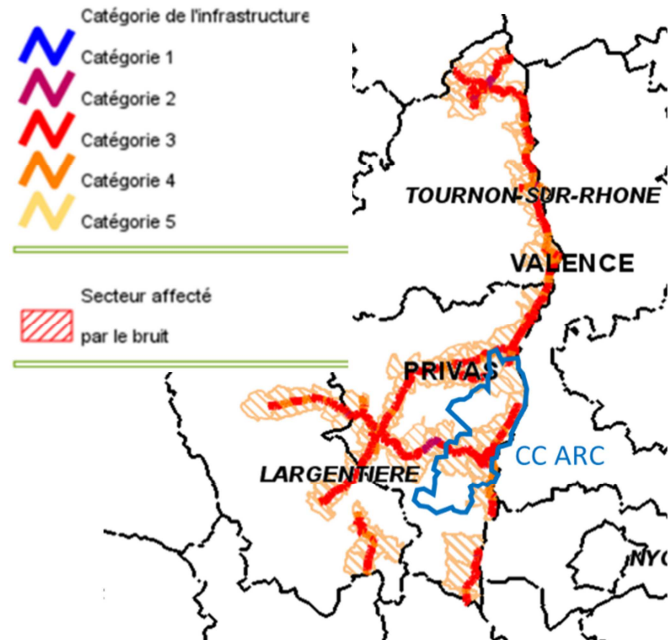 Catégorie de l'infrastructure
Catégorie 1
Catégorie 2
Catégorie 3
Catégorie 4
Catégorie 5
Secteur affecté
par le bruit
TOURNON-SUR-RHONE
VALENCE
PRIVAS
CC ARC
LARGENTIERE
NYC